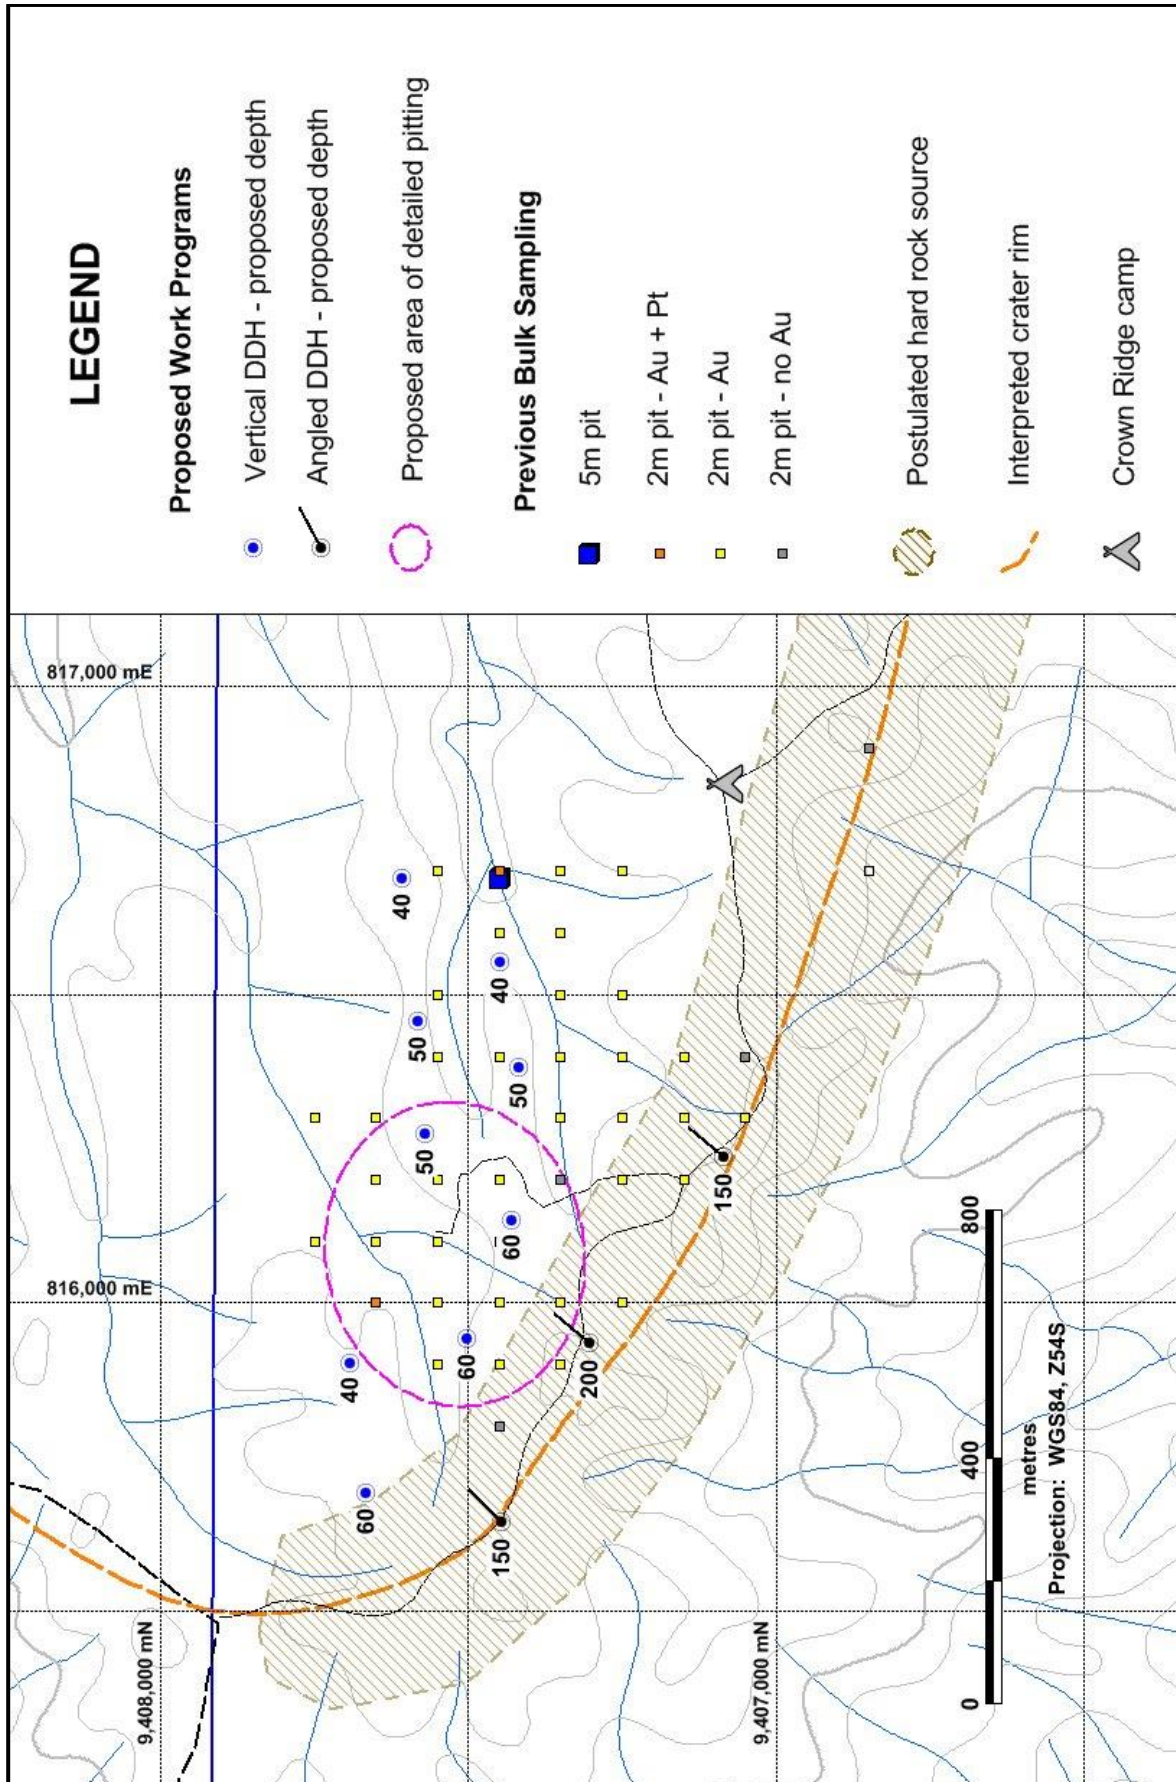 LEGEND
Proposed Work Programs
Vertical DDH - proposed depth
Angled DDH - proposed depth
Proposed area of detailed pitting
Previous Bulk Sampling
5m pit
2m pit - Au + Pt
2m pit - Au
2m pit - no Au
Postulated hard rock source
Interpreted crater rim
Crown Ridge camp
817,000 mE
816,000 mE
9,408,000 mN
9,407,000 mN
40
40
50
50
50
60
60
40
60
150
200
150
0
400
800
metres
Projection: WGS84, Z54S